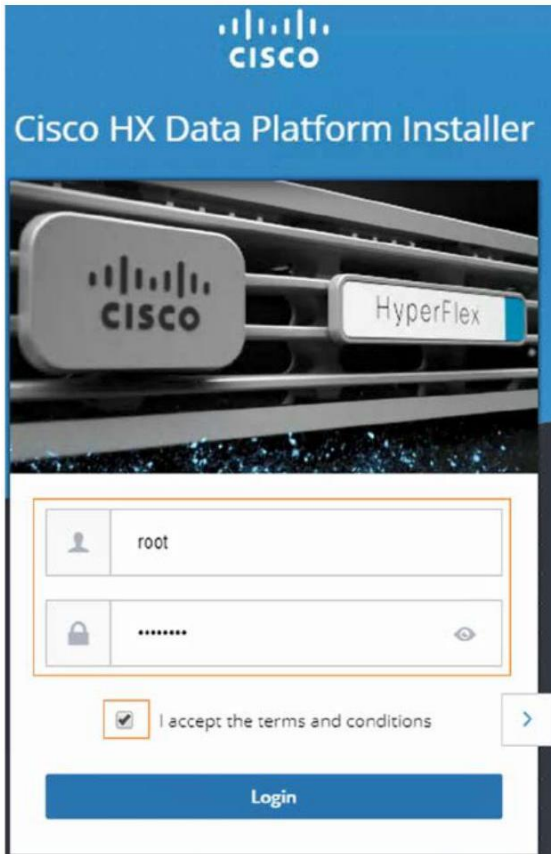 CISCO
Cisco HX Data Platform Installer
CISCO
HyperFlex
root
••••••••
I accept the terms and conditions
Login